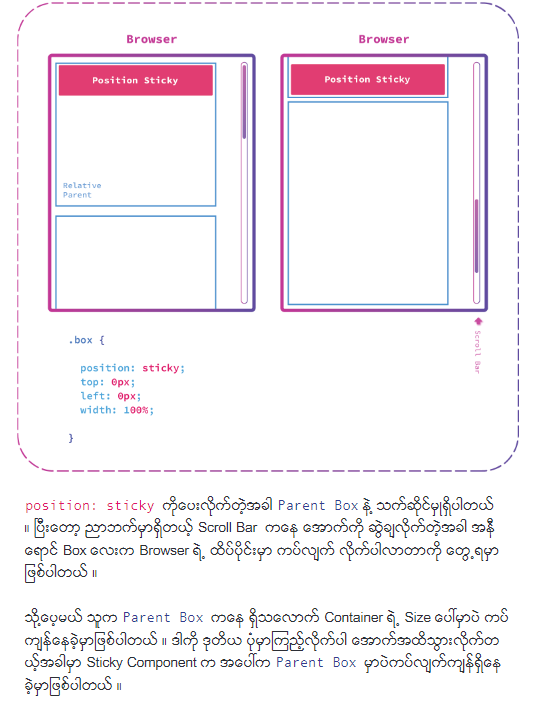 Browser
Browser
Position Sticky
Position Sticky
Relative
Parent
Scroll Bar
.box {
position: sticky;
top: 0px;
left: 0px;
width: 100%;
}
position: sticky ကိုပေးလိုက်တဲ့အခါ Parent Box နဲ့ သက်ဆိုင်မှုရှိပါတယ်
။ ပြီးတော့ ညာဘက်မှာရှိတယ့် Scroll Bar ကနေ အောက်ကို ဆွဲချလိုက်တဲ့အခါ အနီ
ရောင် Box လေးက Browser ရဲ့ ထိပ်ပိုင်းမှာ ကပ်လျက် လိုက်ပါလာတာကို တွေ့ရမှာ
ဖြစ်ပါတယ် ။
သို့ပေ့မယ် သူက Parent Box ကနေ ရှိသလောက် Container ရဲ့ Size ပေါ်မှာပဲ ကပ်
ကျန်နေခဲ့မှာဖြစ်ပါတယ် ။ ဒါကို ဒုတိယ ပုံမှာကြည့်လိုက်ပါ အောက်အထိသွားလိုက်တ
ယ့်အခါမှာ Sticky Component က အပေါ်က Parent Box မှာပဲကပ်လျက်ကျန်ရှိနေ
ခဲ့မှာဖြစ်ပါတယ် ။